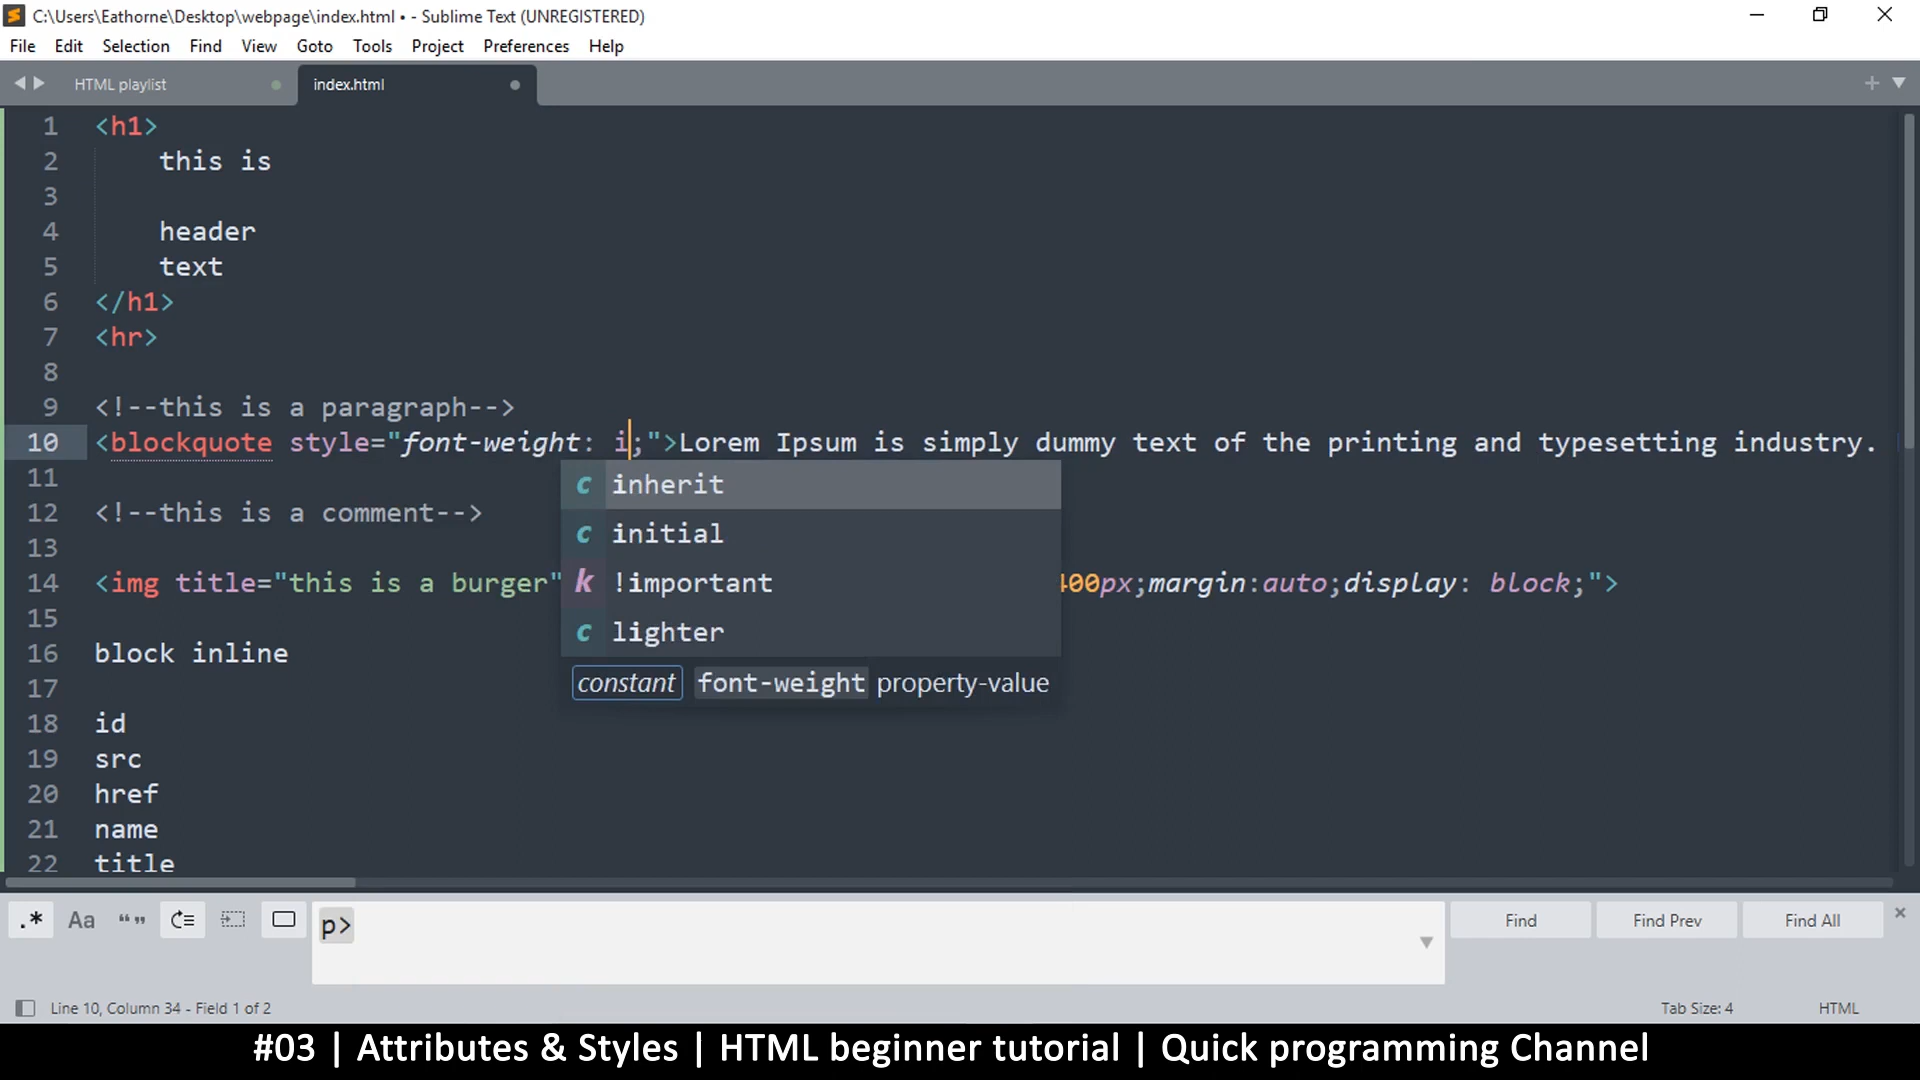 C:\Users\Eathorne\Desktop\webpage\index.html • - Sublime Text (UNREGISTERED)
File Edit Selection Find View Goto Tools Project Preferences Help
HTML playlist index.html
1 <h1>
2 this is
3
4 header
5 text
6 </h1>
7 <hr>
8
9 <!--this is a paragraph-->
10 <blockquote style="font-weight: i;">Lorem Ipsum is simply dummy text of the printing and typesetting industry.
11
c inherit
12 <!--this is a comment-->
c initial
13
14 <img title="this is a burger" 400px;margin:auto;display: block;">
k !important
15
c lighter
16 block inline
constant font-weight property-value
17
18 id
19 src
20 href
21 name
22 title
.* Aa “” p> Find Find Prev Find All
Line 10, Column 34 - Field 1 of 2 Tab Size: 4 HTML
#03 | Attributes & Styles | HTML beginner tutorial | Quick programming Channel